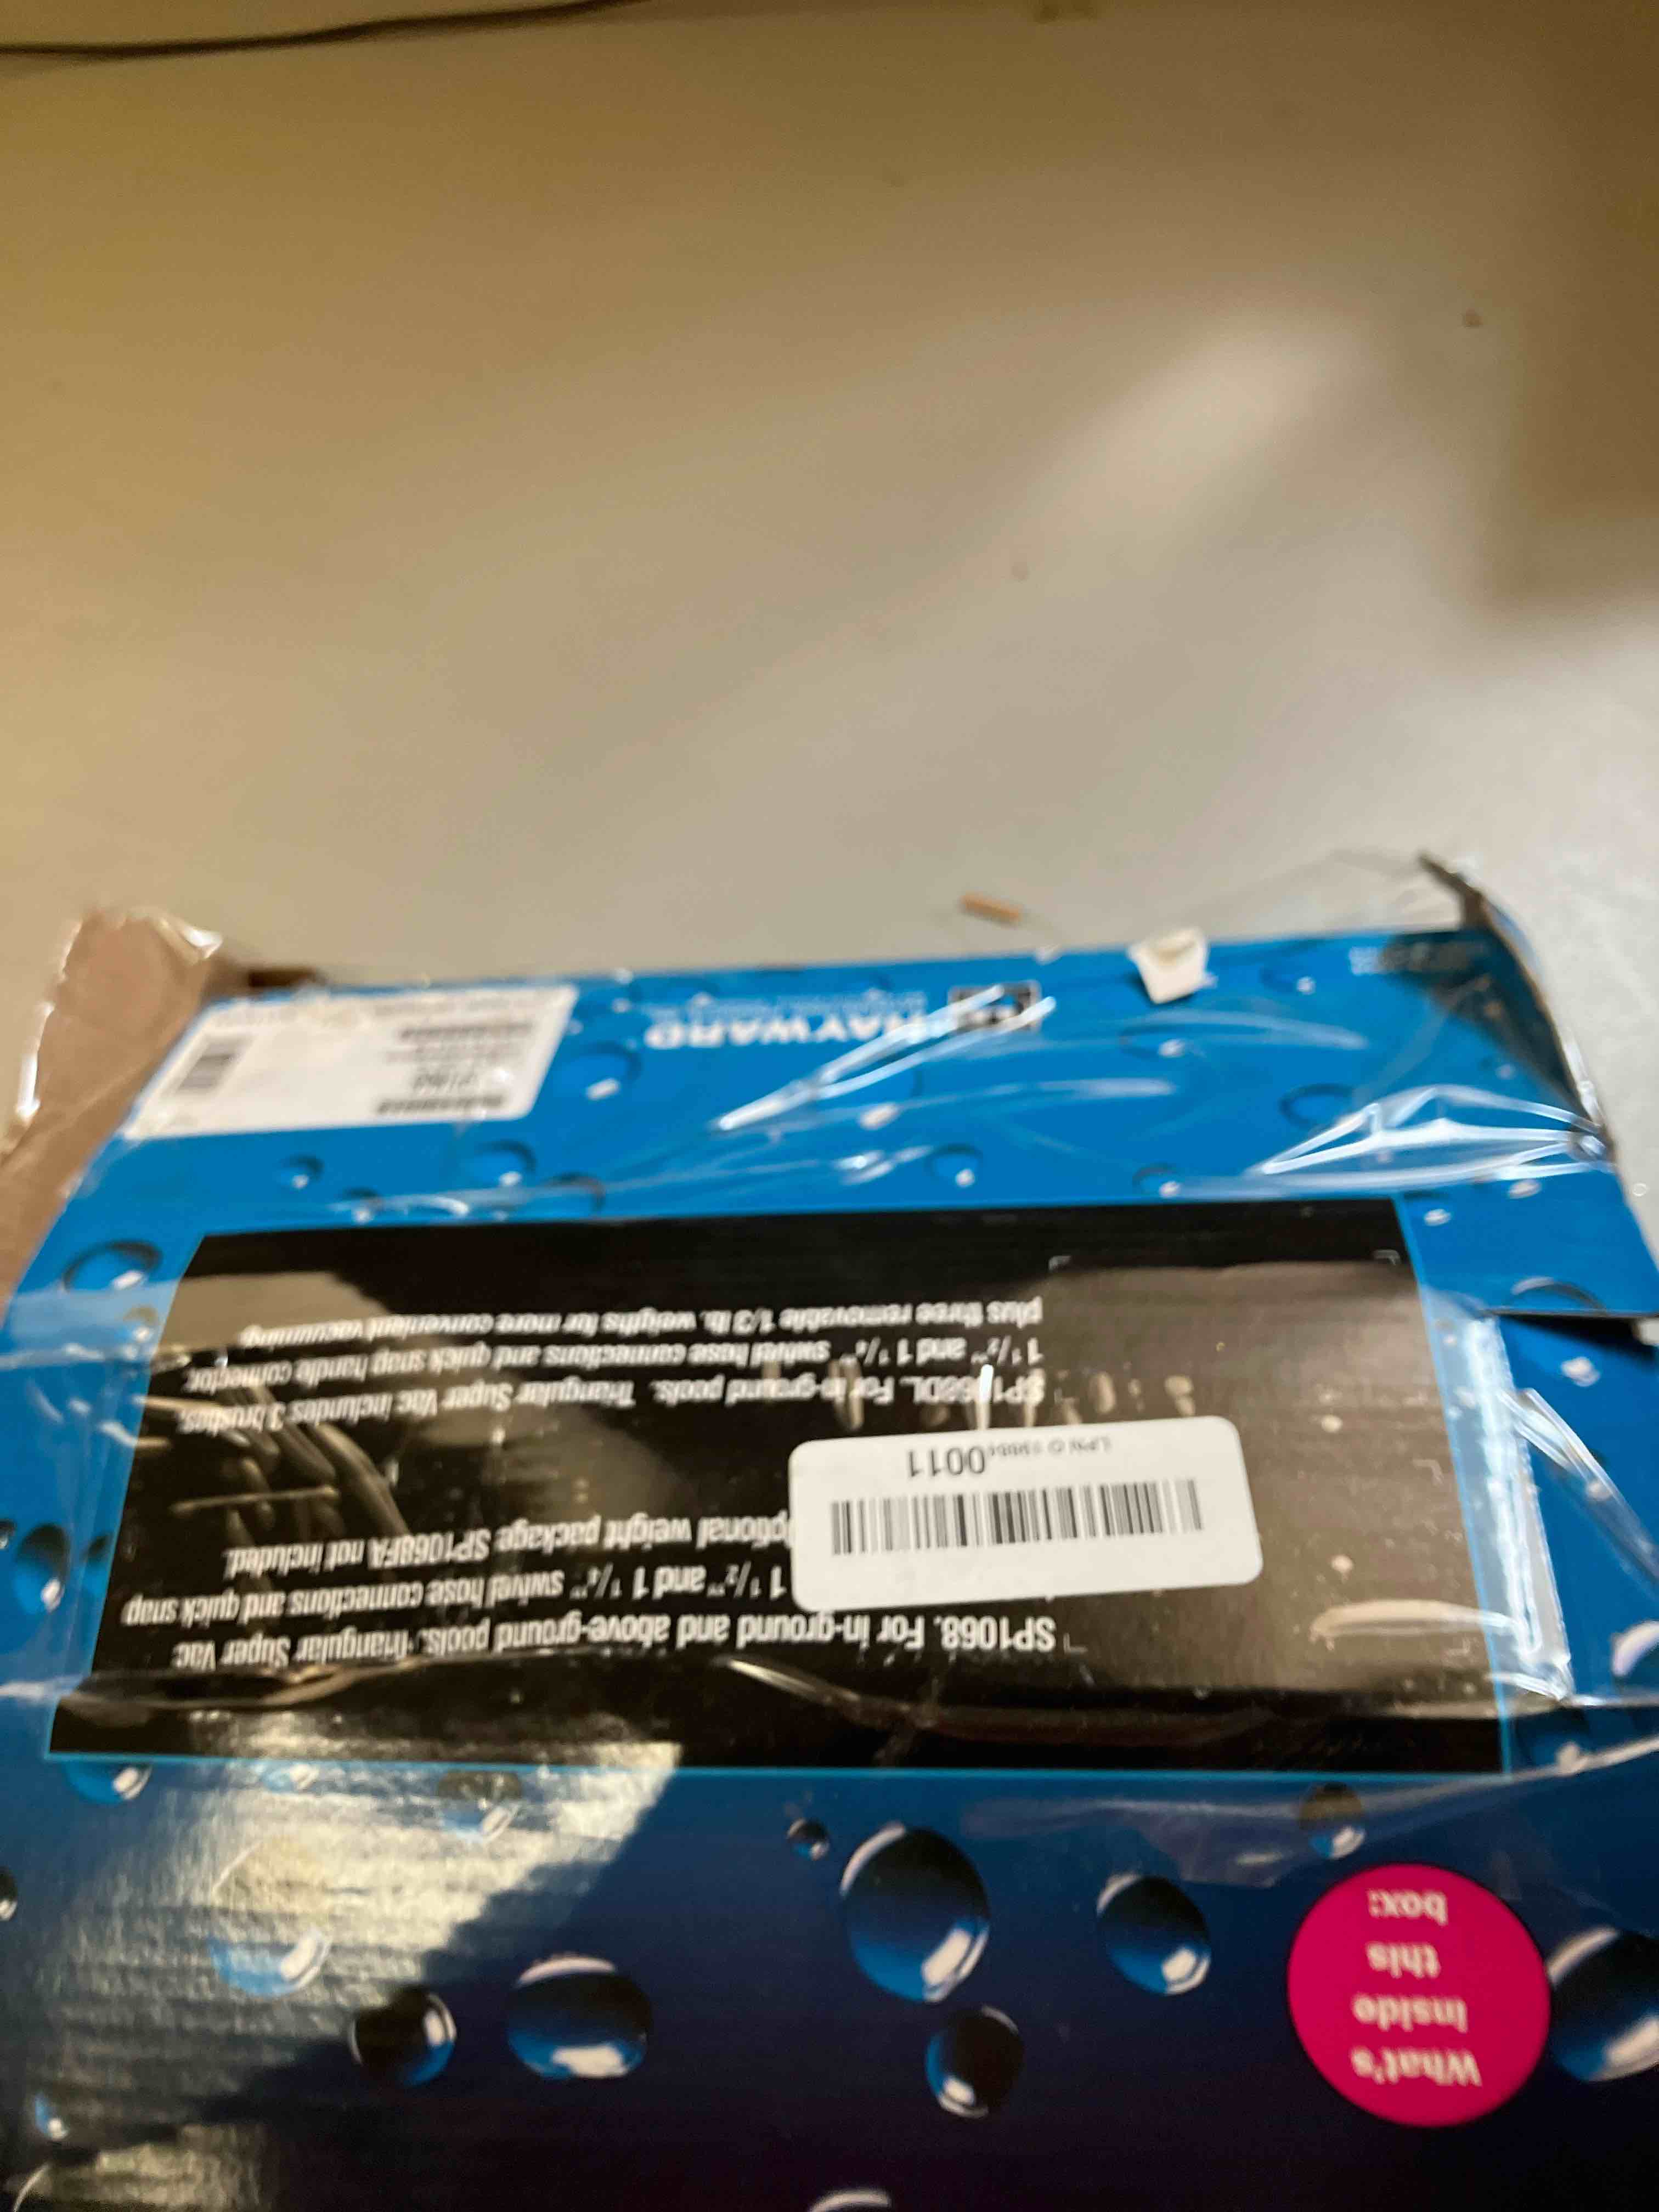 What's
Inside
this
box:
SP1068. For in-ground and above-ground pools. Triangular Super Vac
1 1/2" and 1 1/4" swivel hose connections and quick snap
Optional weight package SP1068FA not included.
0011
SP1068DL. For in-ground pools. Triangular Super Vac includes 3 brushes,
1 1/2" and 1 1/4" swivel hose connections and quick snap handle connector,
plus three removable 1/3 lb. weights for more convenient vacuuming.
HAYWARD